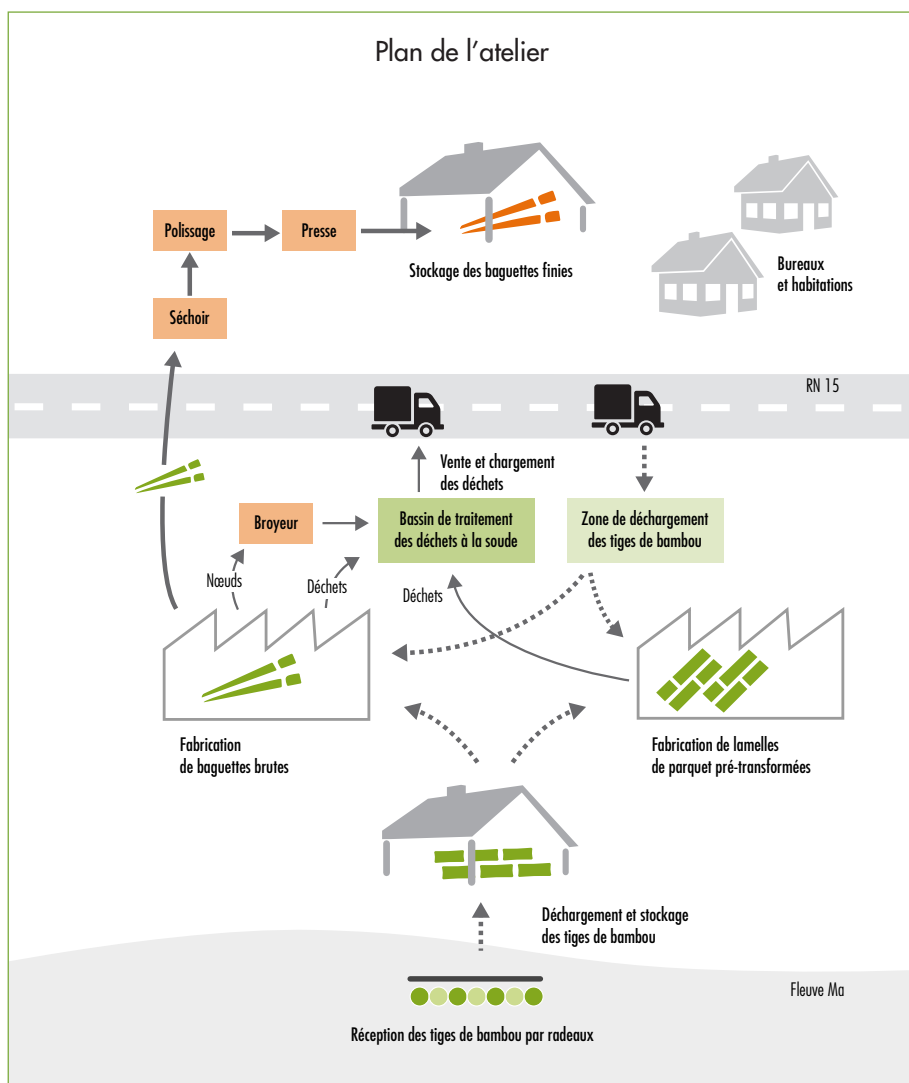 Plan de l'atelier
Polissage
Presse
Stockage des baguettes finies
Bureaux
et habitations
Séchoir
RN 15
Vente et chargement
des déchets
Broyeur
Bassin de traitement
des déchets à la soude
Zone de déchargement
des tiges de bambou
Nœuds
Déchets
Déchets
Fabrication
de baguettes brutes
Fabrication de lamelles
de parquet pré-transformées
Déchargement et stockage
des tiges de bambou
Fleuve Ma
Réception des tiges de bambou par radeaux